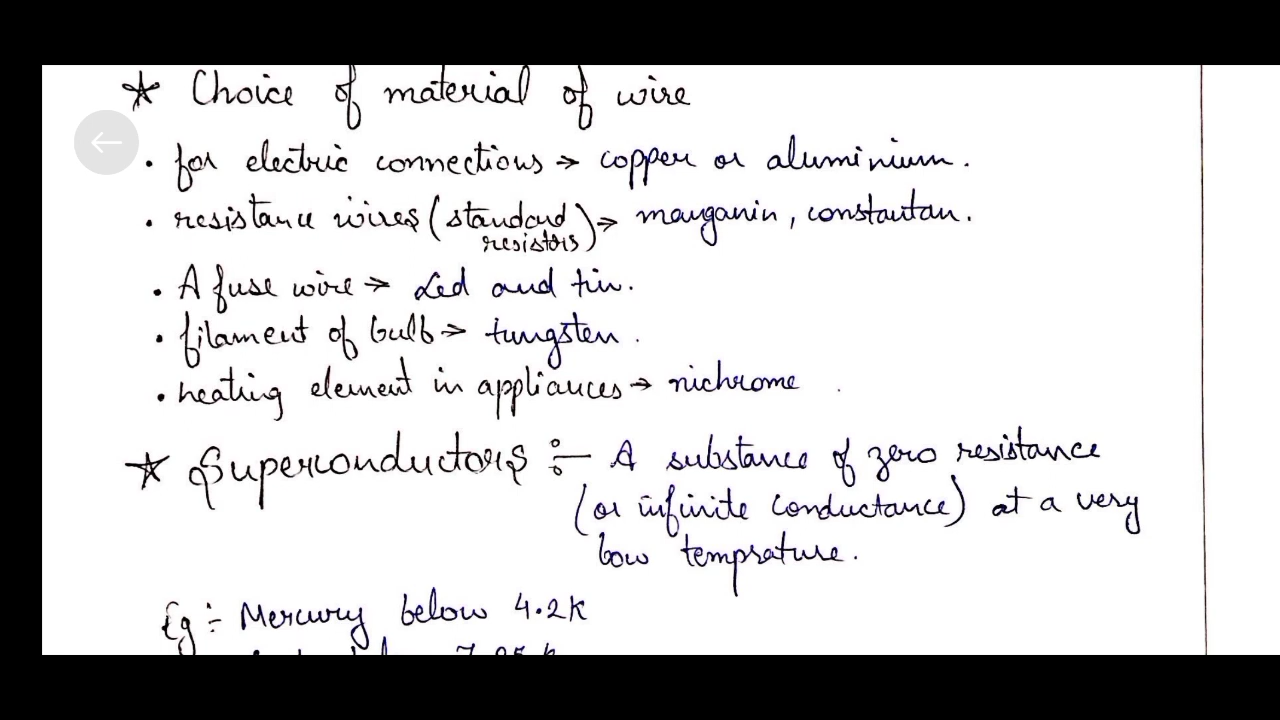 ☆ Choice of material of wire
• for electric connections → copper or aluminium.
• resistance wires (standard resistors) → manganin, constantan.
• A fuse wire → Led and tin.
• filament of bulb → tungsten.
• heating element in appliances → nichrome
☆ Superconductors :- A substance of zero resistance
(or infinite conductance) at a very
low temprature.
Eg :- Mercury below 4.2K